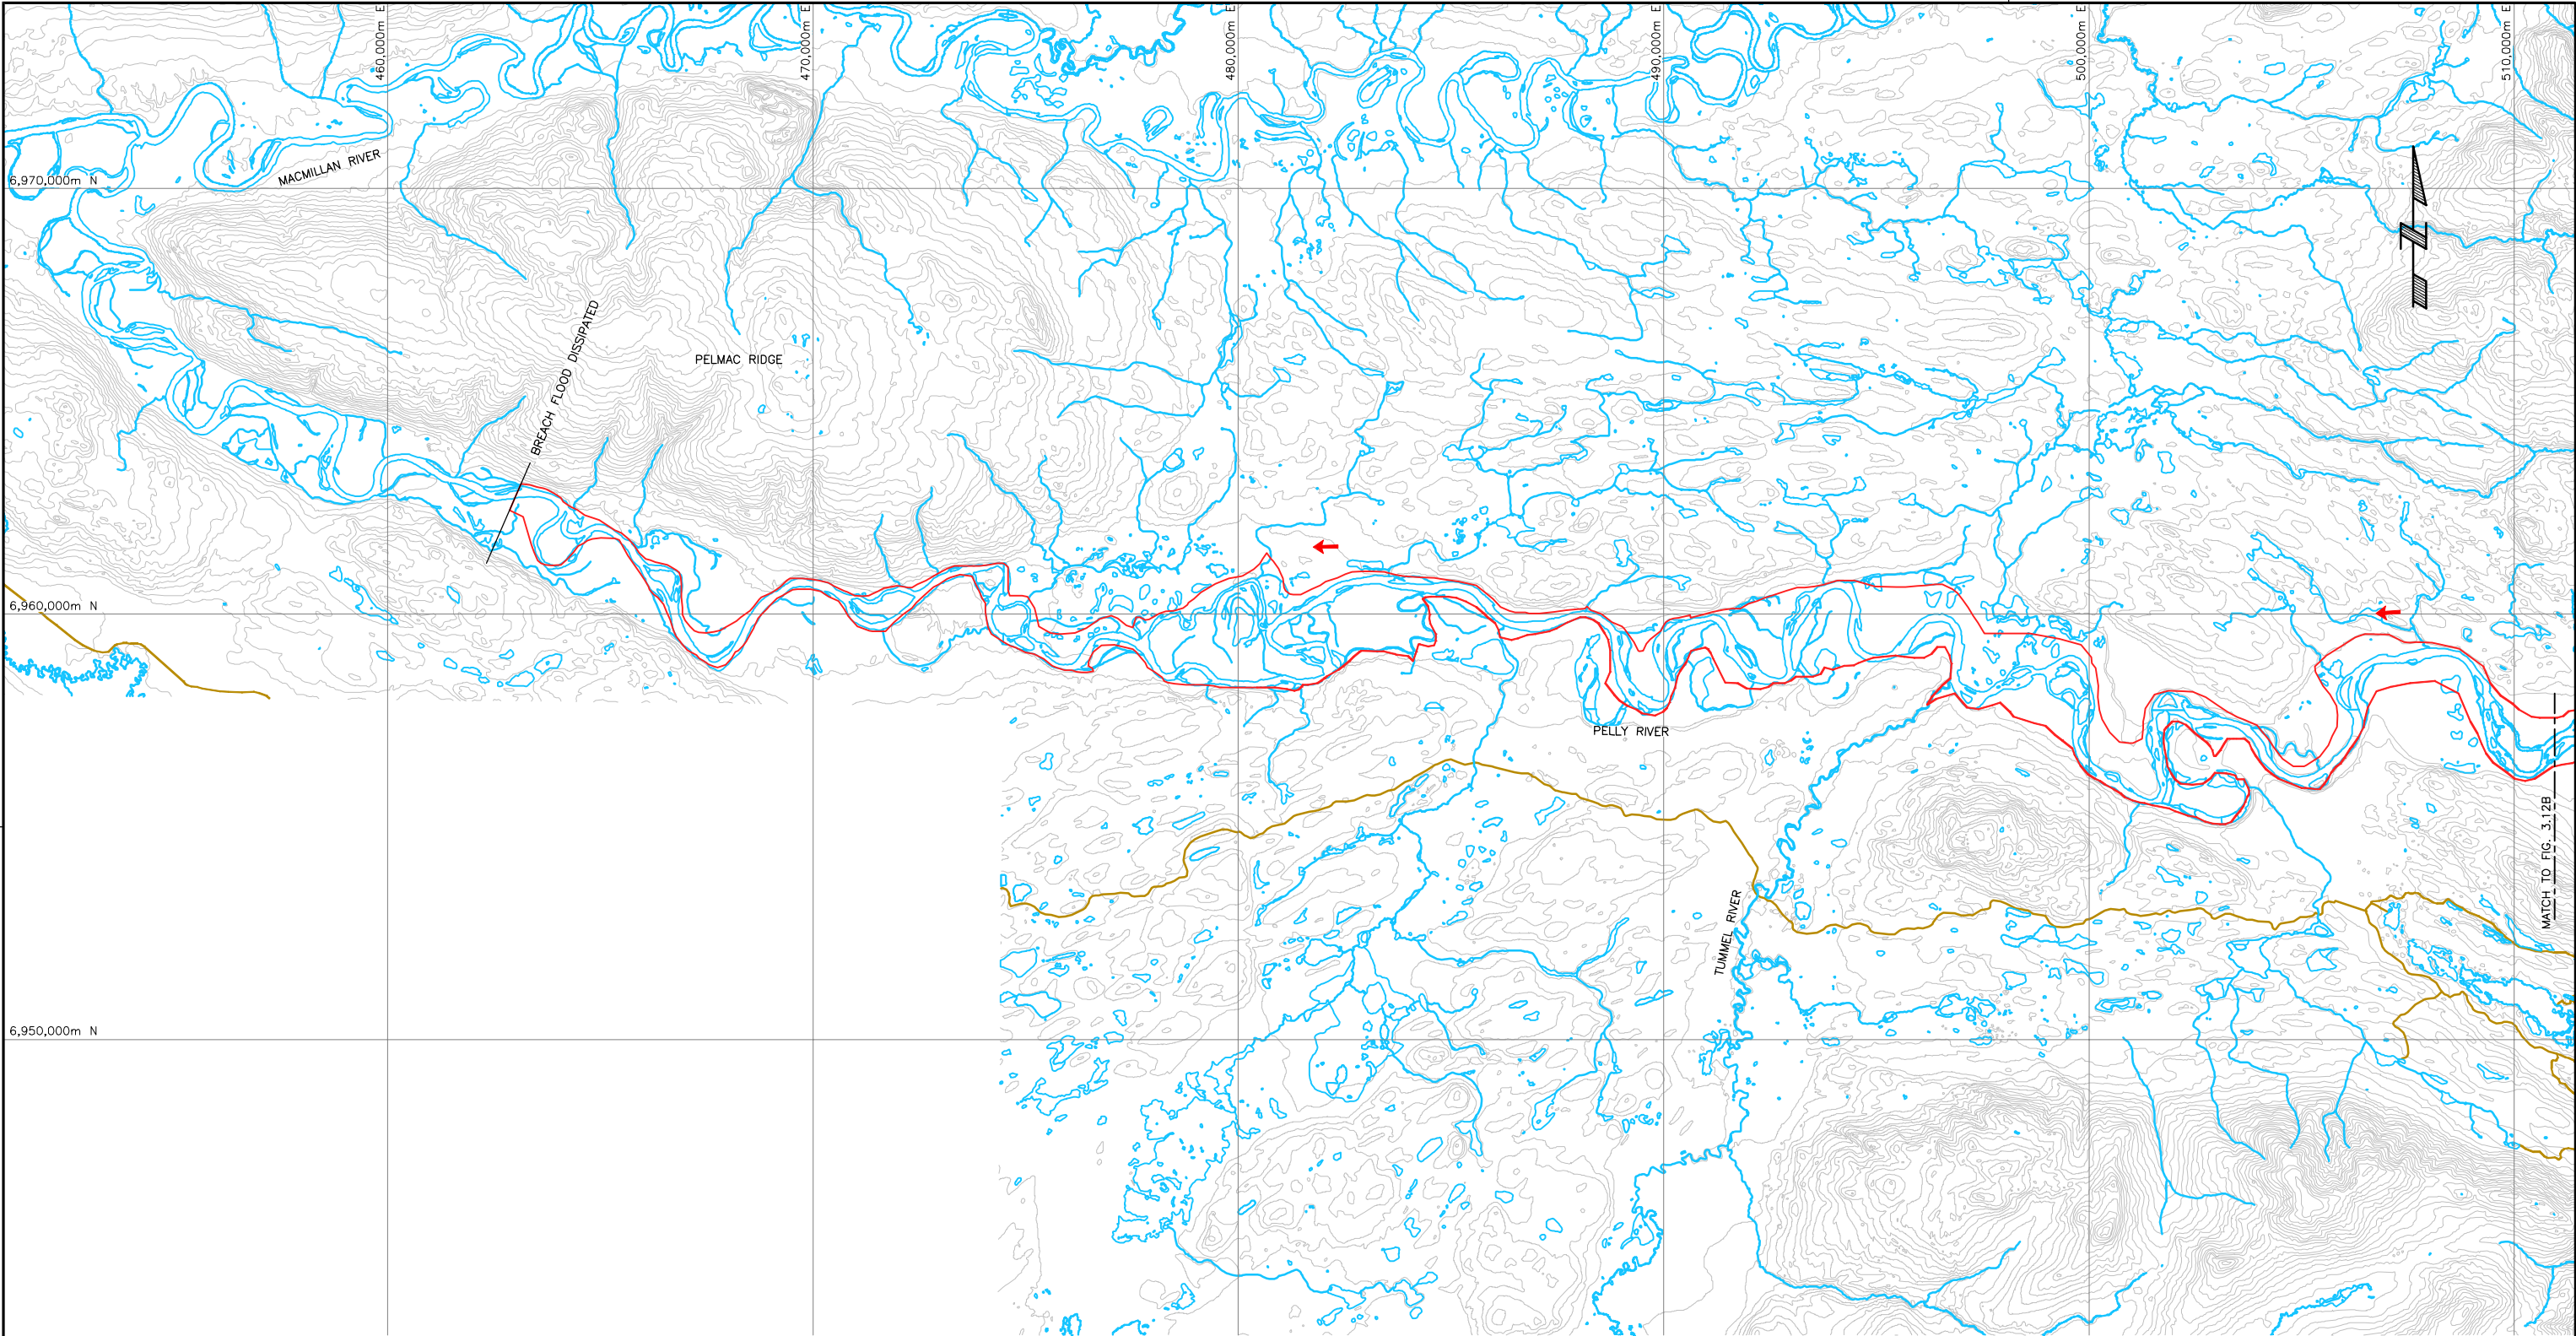 460,000m E
470,000m E
480,000m E
490,000m E
500,000m E
510,000m E
MACMILLAN RIVER
6,970,000m N
N
BREACH FLOOD DISSIPATED
PELMAC RIDGE
6,960,000m N
PELLY RIVER
MATCH TO FIG. 3.12B
TUMMEL RIVER
6,950,000m N